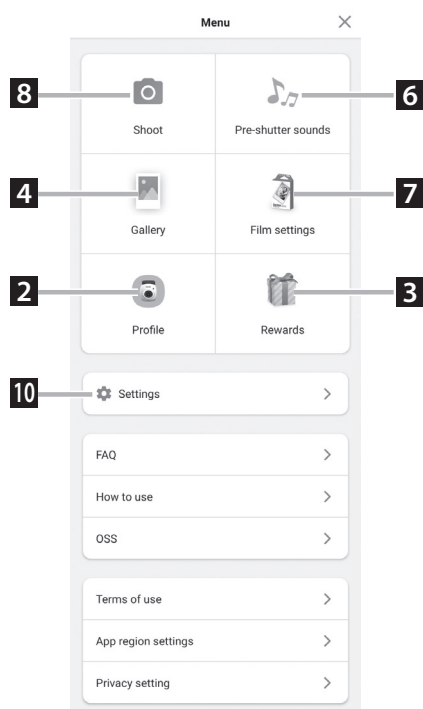 Menu
8
6
Shoot
Pre-shutter sounds
4
7
Gallery
Film settings
2
3
Profile
Rewards
10
Settings
FAQ
How to use
OSS
Terms of use
App region settings
Privacy setting